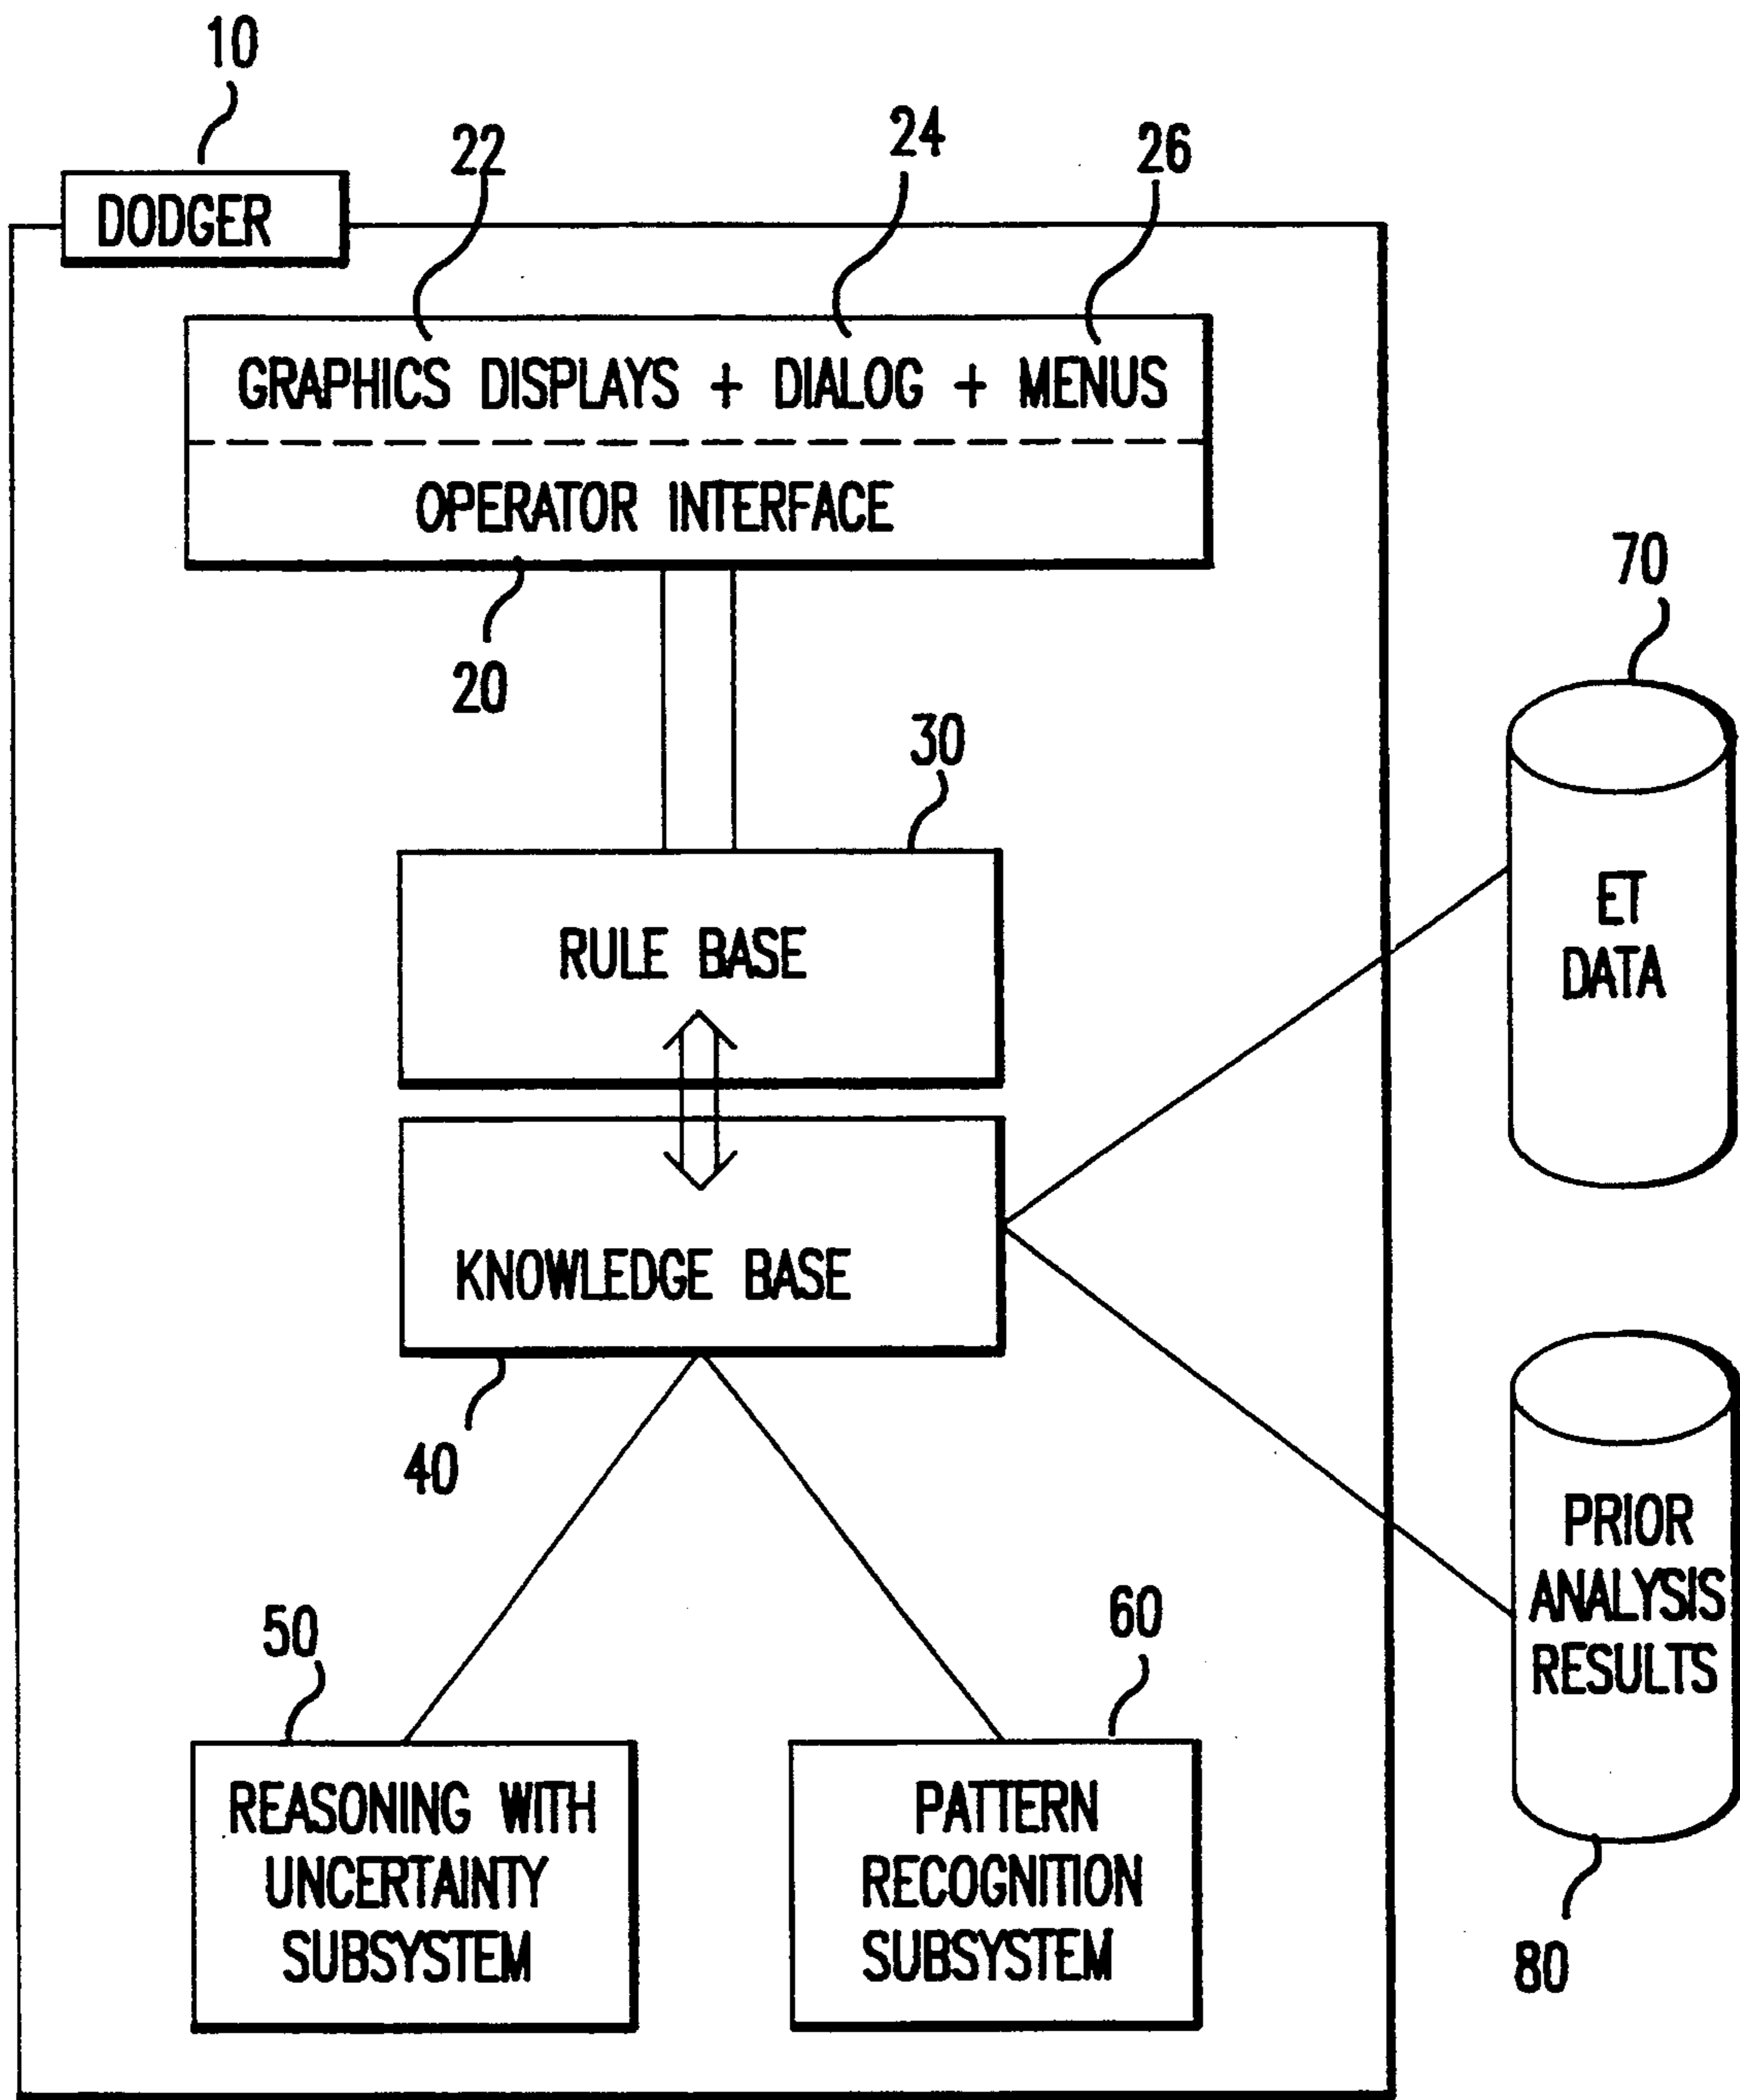 10
22
24
26
DODGER
GRAPHICS DISPLAYS + DIALOG + MENUS
OPERATOR INTERFACE
20
70
30
ET
DATA
RULE BASE
KNOWLEDGE BASE
40
PRIOR
ANALYSIS
RESULTS
50
60
REASONING WITH
UNCERTAINTY
SUBSYSTEM
PATTERN
RECOGNITION
SUBSYSTEM
80